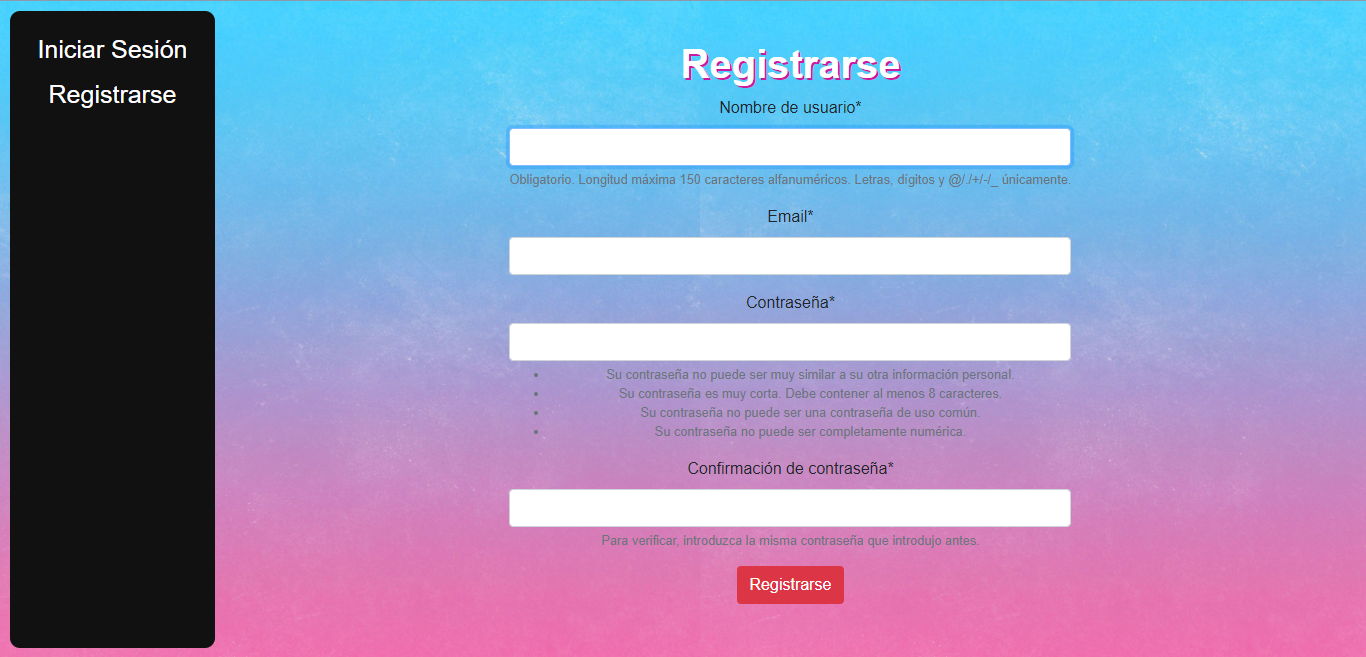 Iniciar Sesión
Registrarse
Registrarse
Nombre de usuario*
Obligatorio. Longitud máxima 150 caracteres alfanuméricos. Letras, dígitos y @/./+/-/_ únicamente.
Email*
Contraseña*
• Su contraseña no puede ser muy similar a su otra información personal.
• Su contraseña es muy corta. Debe contener al menos 8 caracteres.
• Su contraseña no puede ser una contraseña de uso común.
• Su contraseña no puede ser completamente numérica.
Confirmación de contraseña*
Para verificar, introduzca la misma contraseña que introdujo antes.
Registrarse